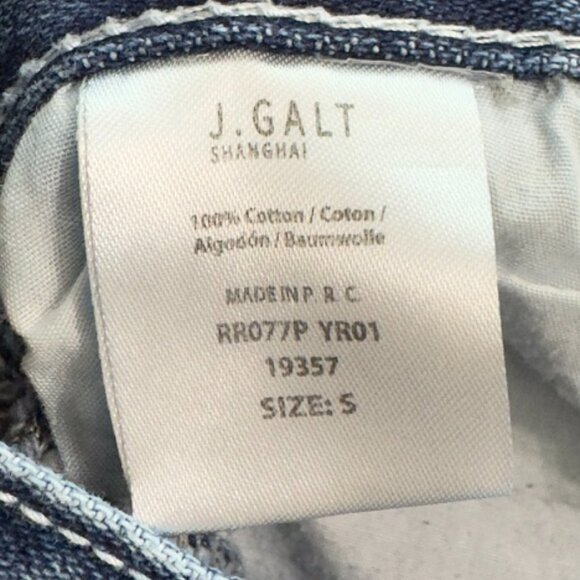 J.GALT
SHANGHAI
100% Cotton / Coton /
Algodón / Baumwolle
MADE IN P. R. C.
RR077P YR01
19357
SIZE: S